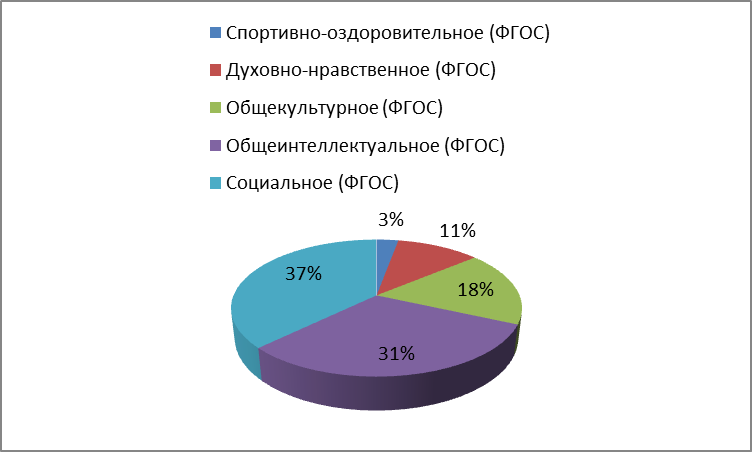 Спортивно-оздоровительное (ФГОС)
Духовно-нравственное (ФГОС)
Общекультурное (ФГОС)
Общеинтеллектуальное (ФГОС)
Социальное (ФГОС)
3%
11%
37%
18%
31%